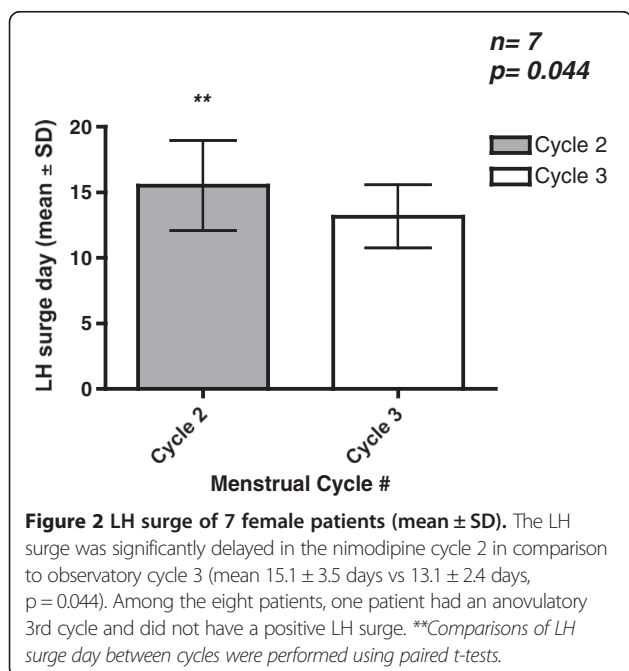 n= 7
p= 0.044
**
20
15
10
5
0
LH surge day (mean ± SD)
Cycle 2
Cycle 3
Cycle 2
Cycle 3
Menstrual Cycle #
Figure 2 LH surge of 7 female patients (mean ± SD). The LH
surge was significantly delayed in the nimodipine cycle 2 in comparison
to observatory cycle 3 (mean 15.1 ± 3.5 days vs 13.1 ± 2.4 days,
p = 0.044). Among the eight patients, one patient had an anovulatory
3rd cycle and did not have a positive LH surge. **Comparisons of LH
surge day between cycles were performed using paired t-tests.